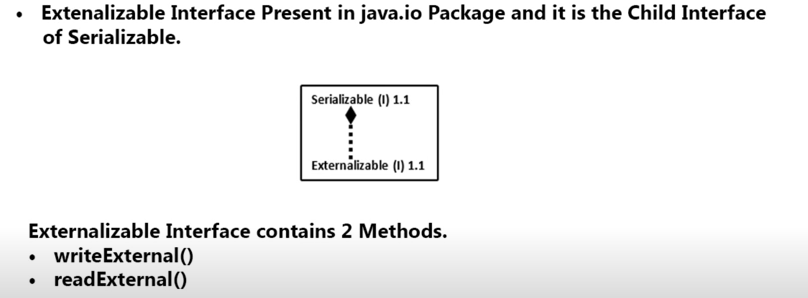 • Extenalizable Interface Present in java.io Package and it is the Child Interface
of Serializable.
Serializable (I) 1.1
Externalizable (I) 1.1
Externalizable Interface contains 2 Methods.
• writeExternal()
• readExternal()